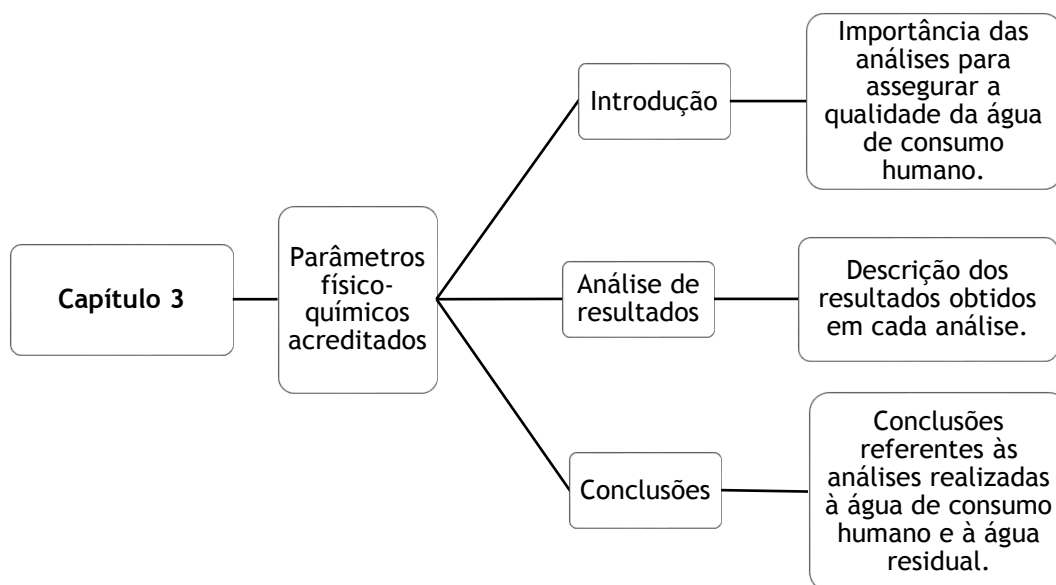 Capítulo 3
Parâmetros
físico-
químicos
acreditados
Introdução
Importância das
análises para
assegurar a
qualidade da água
de consumo
humano.
Análise de
resultados
Descrição dos
resultados obtidos
em cada análise.
Conclusões
Conclusões
referentes às
análises realizadas
à água de consumo
humano e à água
residual.